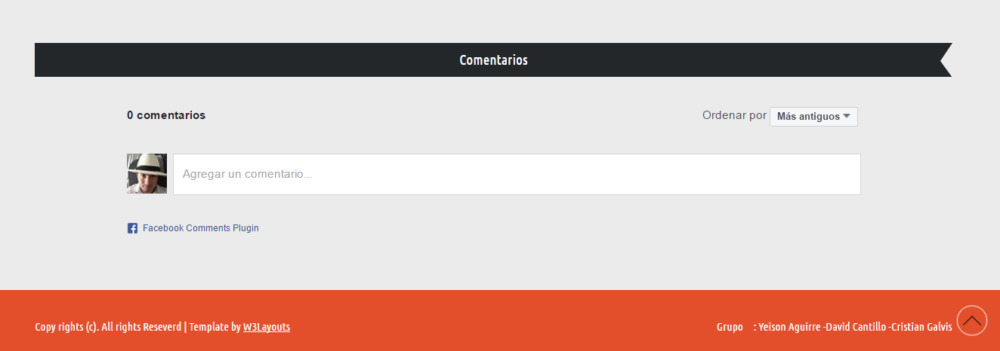 Comentarios
0 comentarios
Ordenar por Más antiguos
Agregar un comentario...
Facebook Comments Plugin
Copy rights (c). All rights Reseverd | Template by W3Layouts
Grupo : Yeison Aguirre -David Cantillo -Cristian Galvis